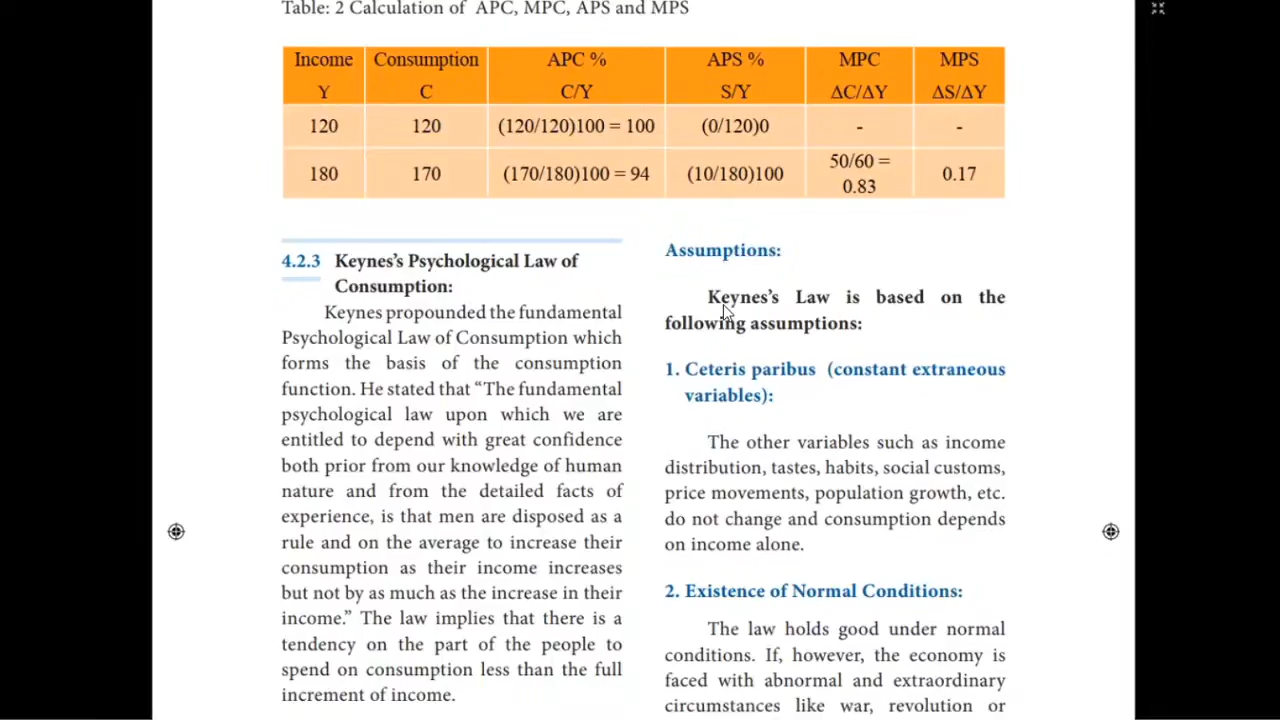 Table: 2 Calculation of APC, MPC, APS and MPS
Income Consumption APC % APS % MPC MPS
Y C C/Y S/Y ΔC/ΔY ΔS/ΔY
120 120 (120/120)100 = 100 (0/120)0 - -
180 170 (170/180)100 = 94 (10/180)100 50/60 = 0.83 0.17
4.2.3 Keynes's Psychological Law of
Consumption:
Keynes propounded the fundamental
Psychological Law of Consumption which
forms the basis of the consumption
function. He stated that “The fundamental
psychological law upon which we are
entitled to depend with great confidence
both prior from our knowledge of human
nature and from the detailed facts of
experience, is that men are disposed as a
rule and on the average to increase their
consumption as their income increases
but not by as much as the increase in their
income.” The law implies that there is a
tendency on the part of the people to
spend on consumption less than the full
increment of income.
Assumptions:
Keynes's Law is based on the
following assumptions:
1. Ceteris paribus (constant extraneous
variables):
The other variables such as income
distribution, tastes, habits, social customs,
price movements, population growth, etc.
do not change and consumption depends
on income alone.
2. Existence of Normal Conditions:
The law holds good under normal
conditions. If, however, the economy is
faced with abnormal and extraordinary
circumstances like war, revolution or